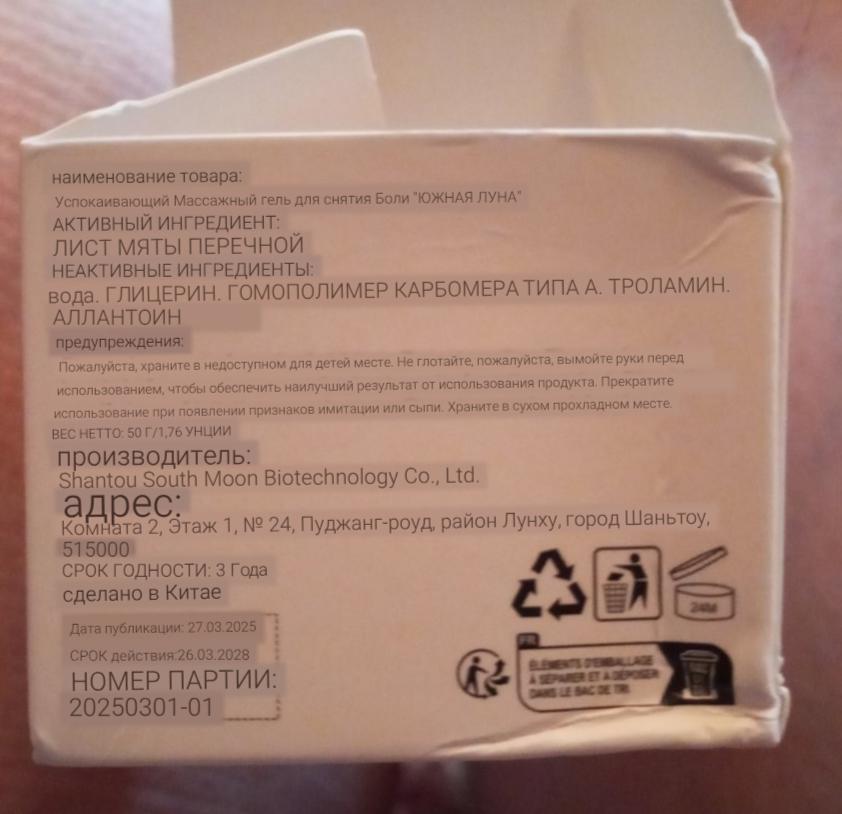 наименование товара:
Успокаивающий Массажный гель для снятия Боли "ЮЖНАЯ ЛУНА"
АКТИВНЫЙ ИНГРЕДИЕНТ:
ЛИСТ МЯТЫ ПЕРЕЧНОЙ
НЕАКТИВНЫЕ ИНГРЕДИЕНТЫ:
вода. ГЛИЦЕРИН. ГОМОПОЛИМЕР КАРБОМЕРА ТИПА А. ТРОЛАМИН.
АЛЛАНТОИН
предупреждения:
Пожалуйста, храните в недоступном для детей месте. Не глотайте, пожалуйста, вымойте руки перед
использованием, чтобы обеспечить наилучший результат от использования продукта. Прекратите
использование при появлении признаков имитации или сыпи. Храните в сухом прохладном месте.
ВЕС НЕТТО: 50 Г/1,76 УНЦИИ
производитель:
Shantou South Moon Biotechnology Co., Ltd.
адрес:
Комната 2, Этаж 1, № 24, Пуджанг-роуд, район Лунху, город Шаньтоу,
515000
СРОК ГОДНОСТИ: 3 Года
сделано в Китае
24M
Дата публикации: 27.03.2025
СРОК действия:26.03.2028
НОМЕР ПАРТИИ:
20250301-01
FR
ÉLÉMENTS D'EMBALLAGE
À SÉPARER ET À DÉPOSER
DANS LE BAC DE TRI